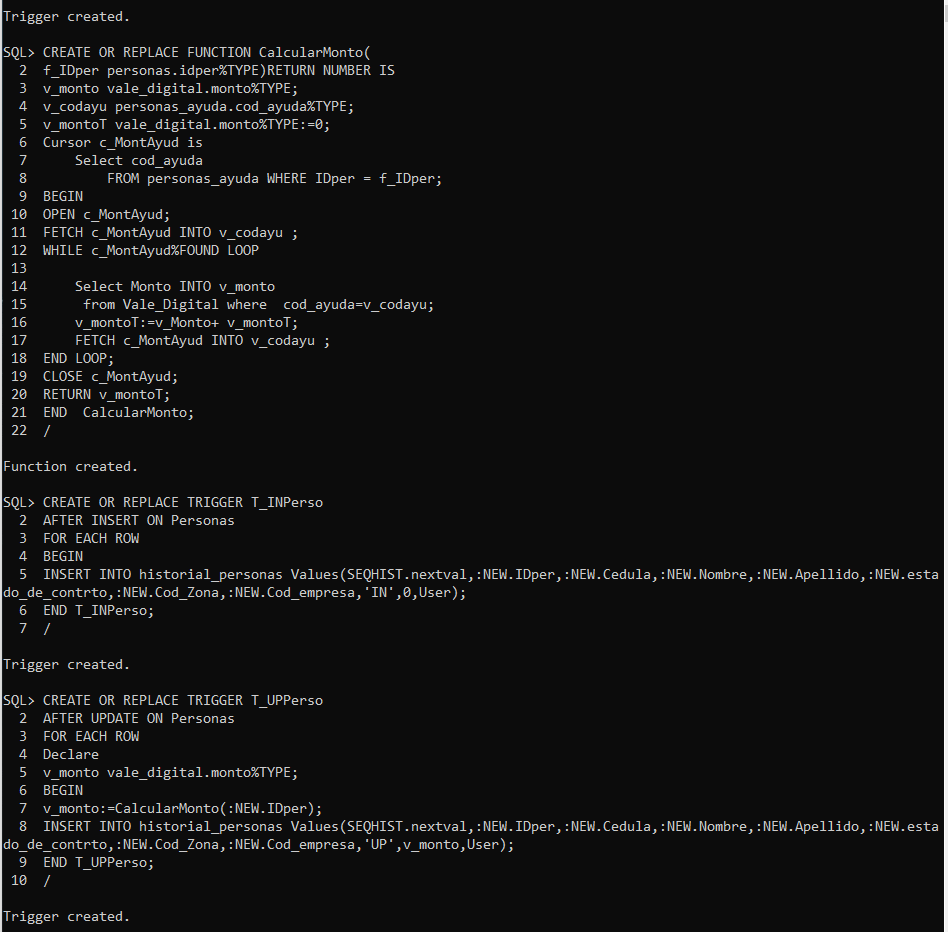 Trigger created.
SQL> CREATE OR REPLACE FUNCTION CalcularMonto(
  2  f_IDper personas.idper%TYPE)RETURN NUMBER IS
  3  v_monto vale_digital.monto%TYPE;
  4  v_codayu personas_ayuda.cod_ayuda%TYPE;
  5  v_montoT vale_digital.monto%TYPE:=0;
  6  Cursor c_MontAyud is
  7      Select cod_ayuda
  8          FROM personas_ayuda WHERE IDper = f_IDper;
  9  BEGIN
 10  OPEN c_MontAyud;
 11  FETCH c_MontAyud INTO v_codayu ;
 12  WHILE c_MontAyud%FOUND LOOP
 13
 14      Select Monto INTO v_monto
 15       from Vale_Digital where  cod_ayuda=v_codayu;
 16      v_montoT:=v_Monto+ v_montoT;
 17      FETCH c_MontAyud INTO v_codayu ;
 18  END LOOP;
 19  CLOSE c_MontAyud;
 20  RETURN v_montoT;
 21  END  CalcularMonto;
 22  /
Function created.
SQL> CREATE OR REPLACE TRIGGER T_INPerso
  2  AFTER INSERT ON Personas
  3  FOR EACH ROW
  4  BEGIN
  5  INSERT INTO historial_personas Values(SEQHIST.nextval,:NEW.IDper,:NEW.Cedula,:NEW.Nombre,:NEW.Apellido,:NEW.esta
do_de_contrto,:NEW.Cod_Zona,:NEW.Cod_empresa,'IN',0,User);
  6  END T_INPerso;
  7  /
Trigger created.
SQL> CREATE OR REPLACE TRIGGER T_UPPerso
  2  AFTER UPDATE ON Personas
  3  FOR EACH ROW
  4  Declare
  5  v_monto vale_digital.monto%TYPE;
  6  BEGIN
  7  v_monto:=CalcularMonto(:NEW.IDper);
  8  INSERT INTO historial_personas Values(SEQHIST.nextval,:NEW.IDper,:NEW.Cedula,:NEW.Nombre,:NEW.Apellido,:NEW.esta
do_de_contrto,:NEW.Cod_Zona,:NEW.Cod_empresa,'UP',v_monto,User);
  9  END T_UPPerso;
 10  /
Trigger created.